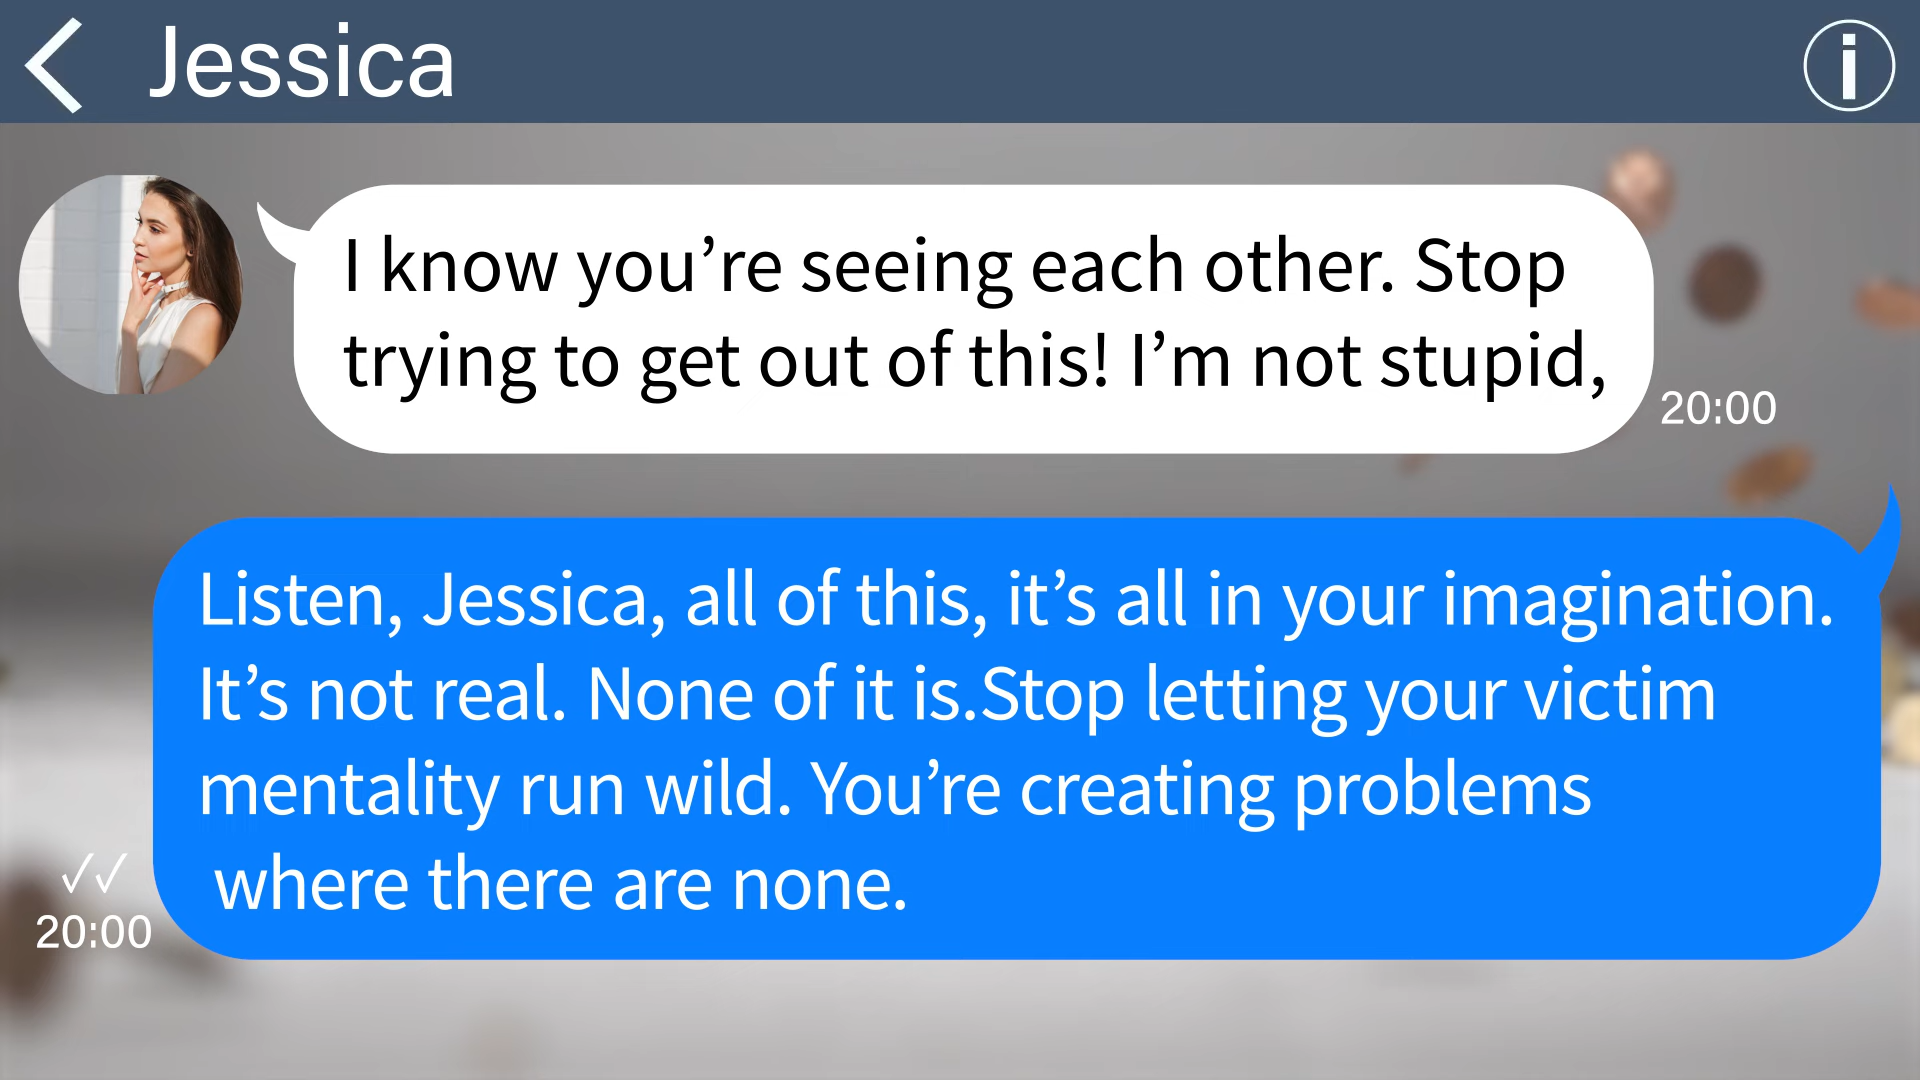 Jessica
I know you’re seeing each other. Stop
trying to get out of this! I’m not stupid,
20:00
Listen, Jessica, all of this, it’s all in your imagination.
It’s not real. None of it is.Stop letting your victim
mentality run wild. You’re creating problems
where there are none.
20:00